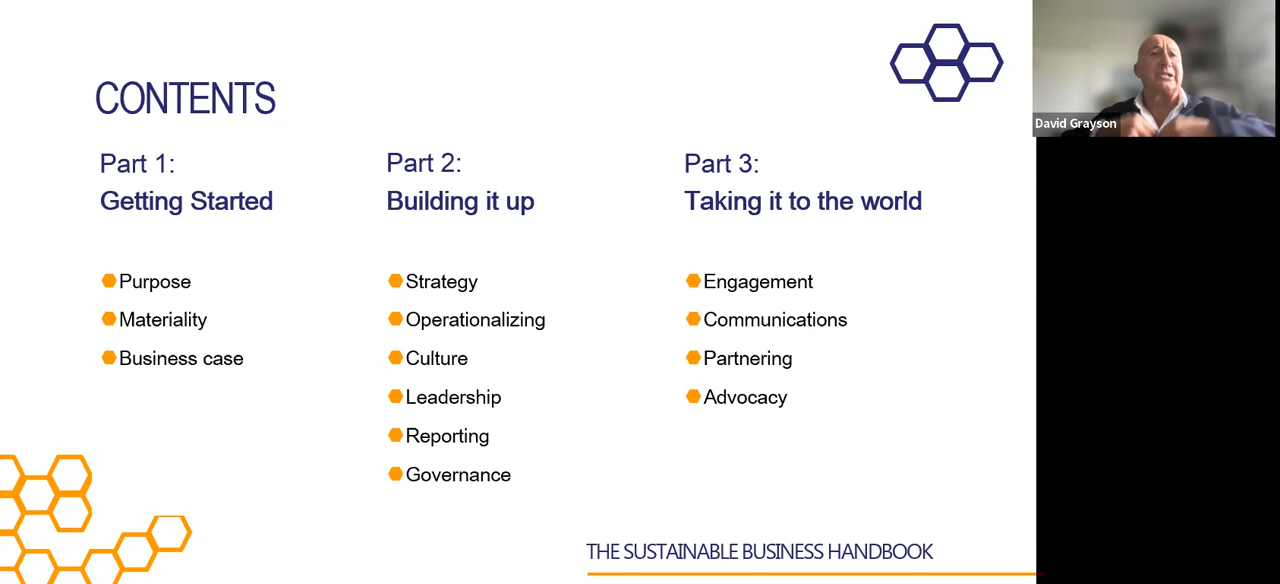 CONTENTS
Part 1:
Getting Started
Purpose
Materiality
Business case
Part 2:
Building it up
Strategy
Operationalizing
Culture
Leadership
Reporting
Governance
Part 3:
Taking it to the world
Engagement
Communications
Partnering
Advocacy
THE SUSTAINABLE BUSINESS HANDBOOK
David Grayson